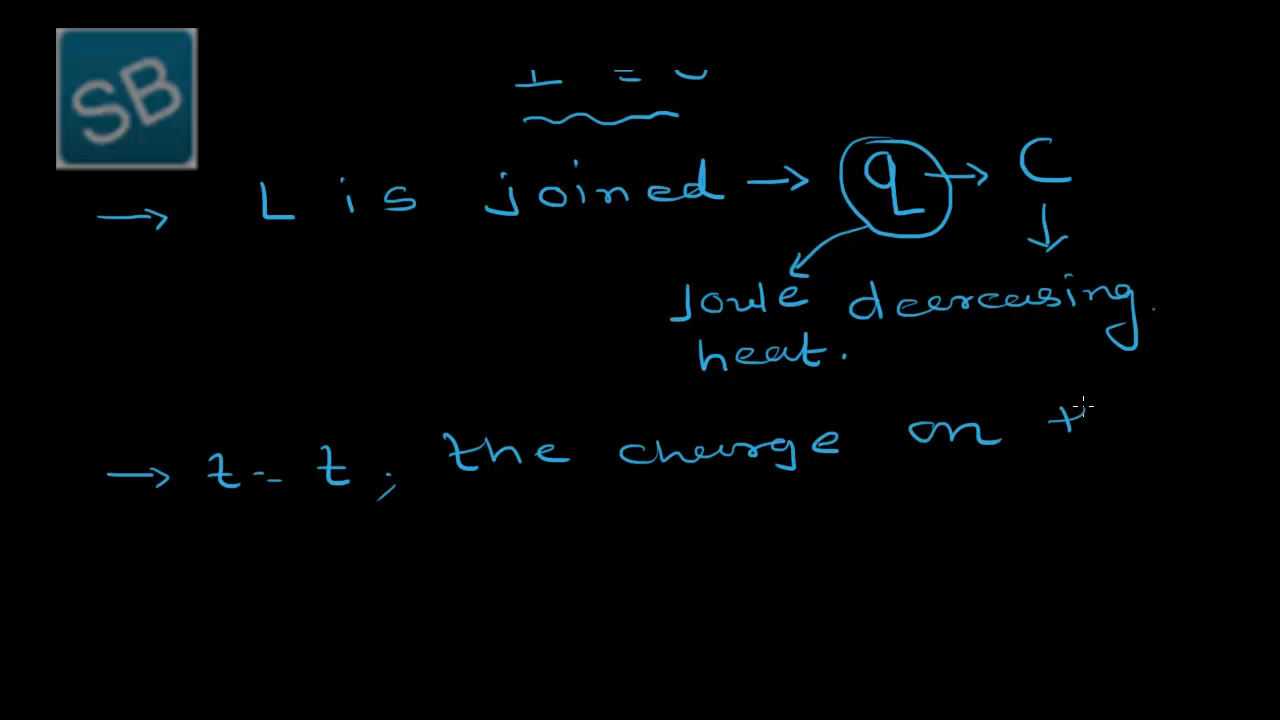 SB
→ L is joined → q → C
↓
Joule decreasing.
heat.
→ t = t, the charge on